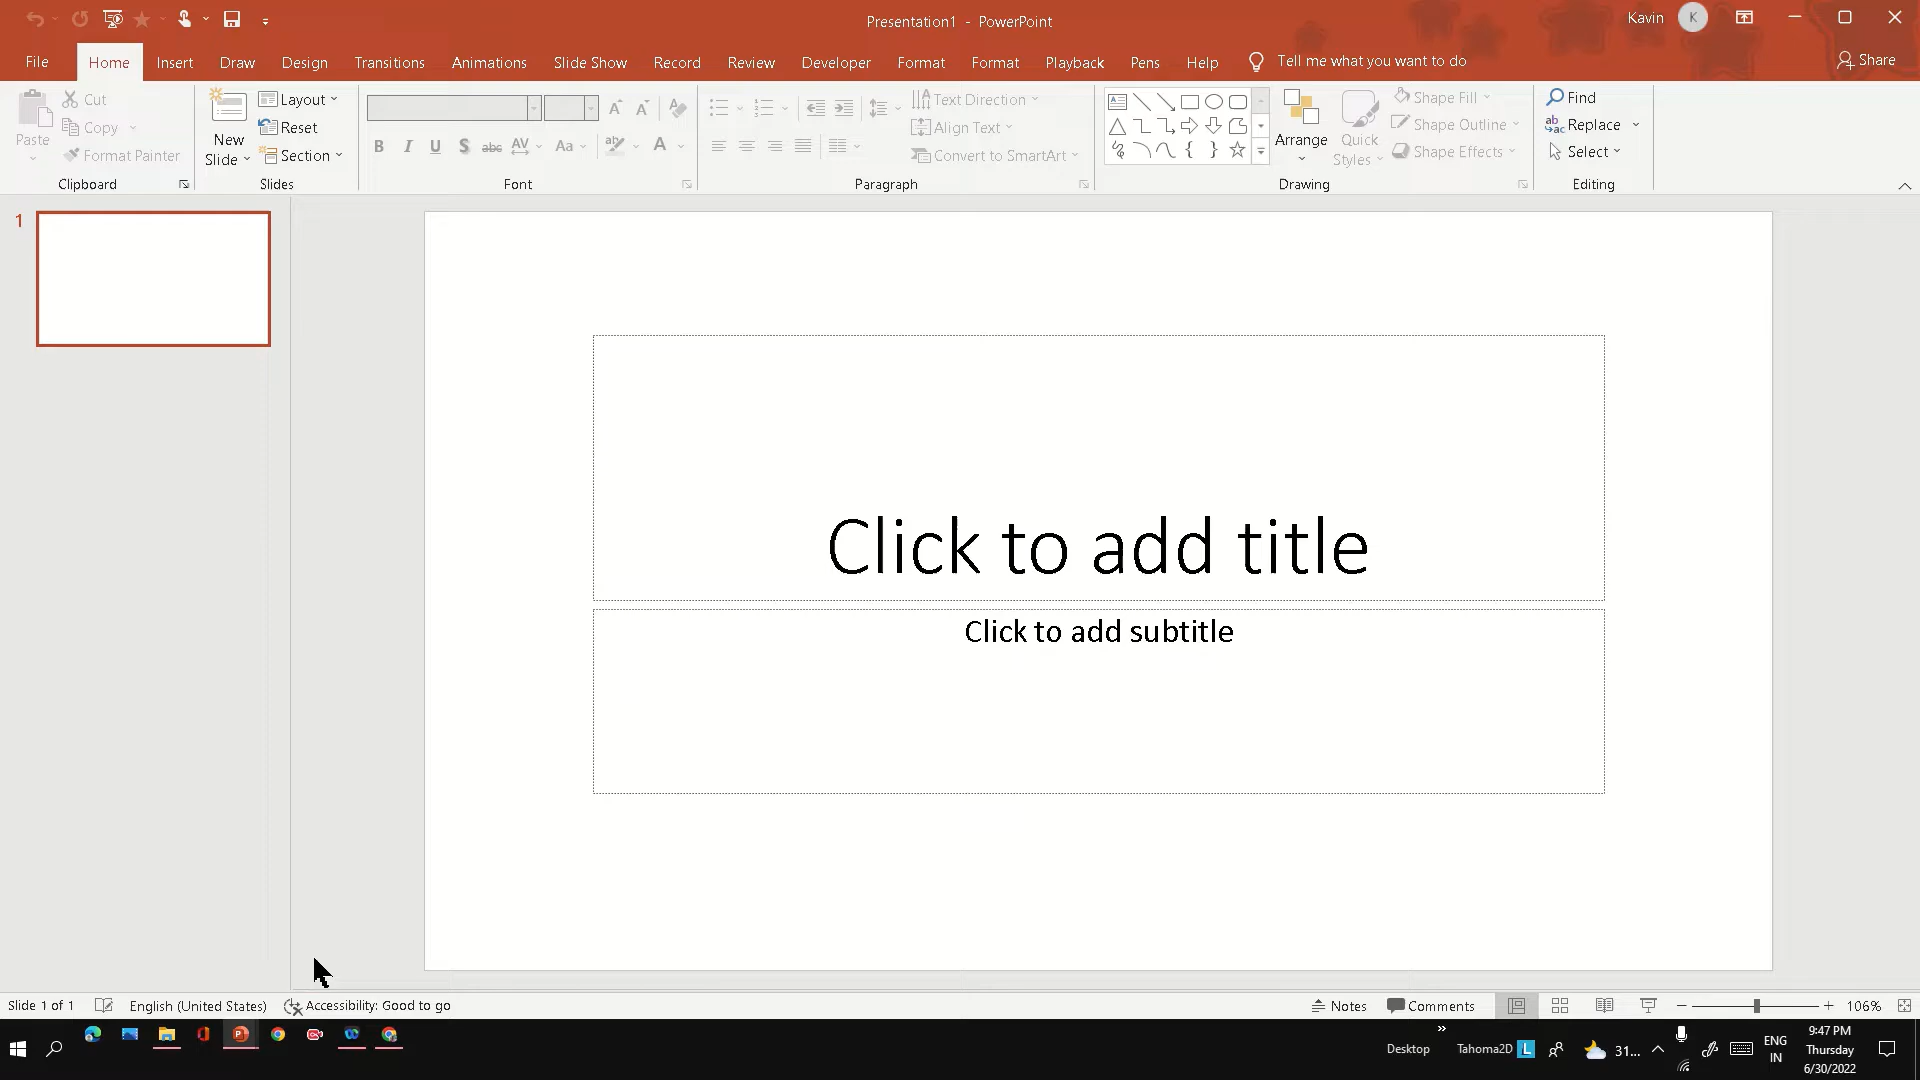 Presentation1 - PowerPoint
Kavin
K
File
Home
Insert
Draw
Design
Transitions
Animations
Slide Show
Record
Review
Developer
Format
Format
Playback
Pens
Help
Tell me what you want to do
Share
Paste
Cut
Copy
Format Painter
Clipboard
New
Slide
Layout
Reset
Section
Slides
B I U S abc AV Aa A
Font
Text Direction
Align Text
Convert to SmartArt
Paragraph
Arrange
Quick
Styles
Shape Fill
Shape Outline
Shape Effects
Drawing
Find
Replace
Select
Editing
1
Click to add title
Click to add subtitle
Slide 1 of 1
English (United States)
Accessibility: Good to go
Notes
Comments
106%
Desktop
Tahoma2D
L
31...
ENG
IN
9:47 PM
Thursday
6/30/2022